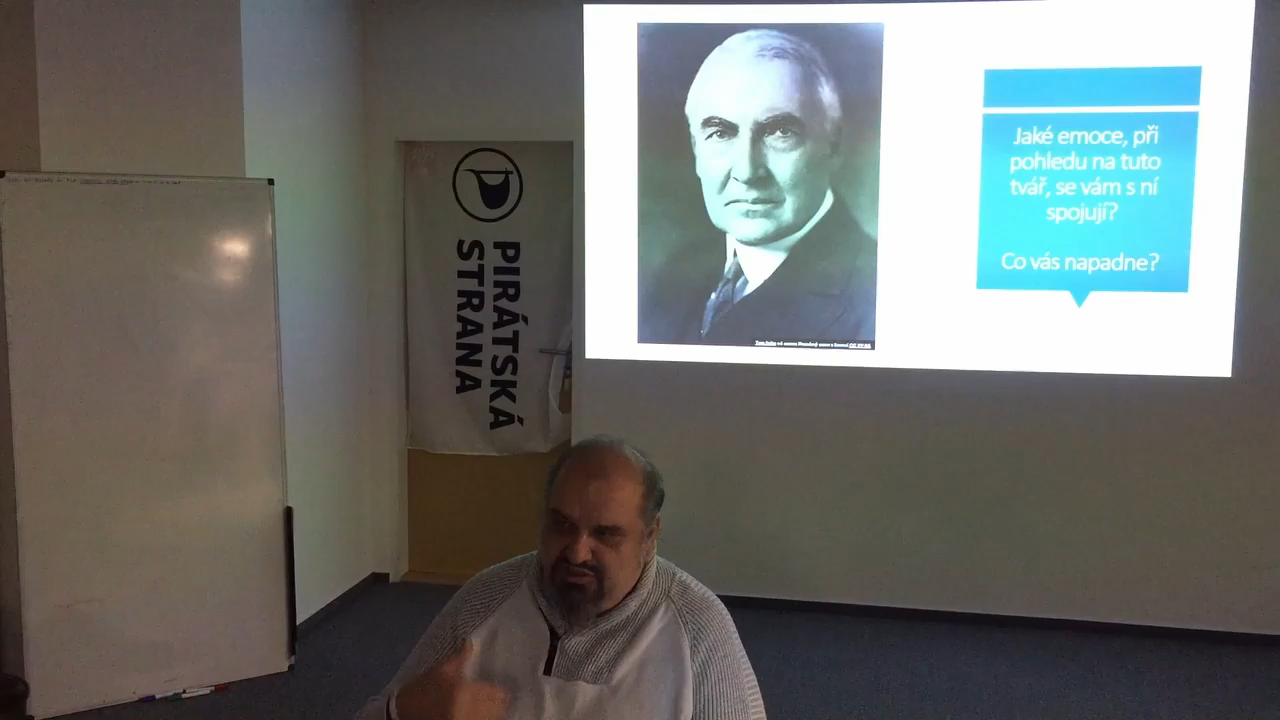 PIRÁTSKÁ
STRANA
Jaké emoce, při
pohledu na tuto
tvář, se vám s ní
spojují?
Co vás napadne?